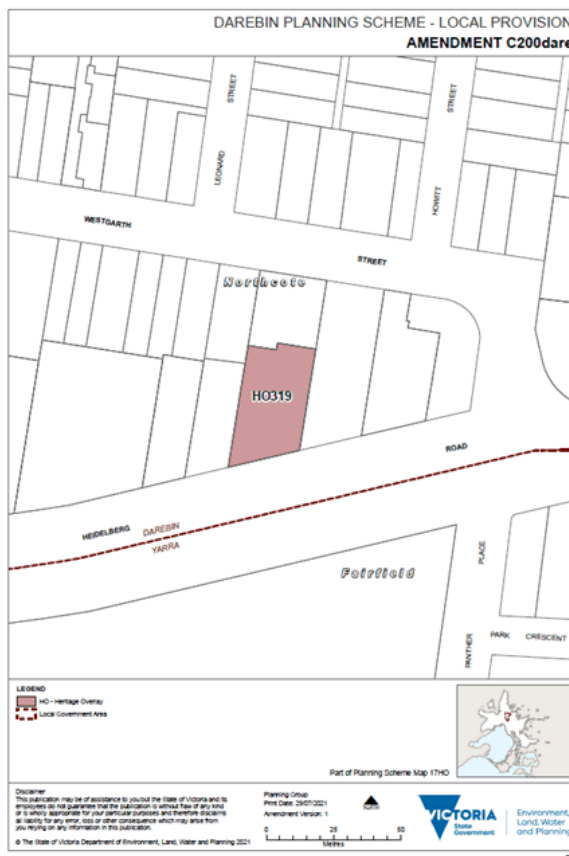 DAREBIN PLANNING SCHEME - LOCAL PROVISION
AMENDMENT C200dare
LEONARD STREET
HOWITT STREET
WESTGARTH STREET
Northcote
HO319
ROAD
HEIDELBERG
DAREBIN
YARRA
Fairfield
PANTHER PLACE
PARK CRESCENT
LEGEND
HO - Heritage Overlay
Local Government Area
Part of Planning Scheme Map 17HO
Disclaimer
This publication may be of assistance to you but the State of Victoria and its
employees do not guarantee that the publication is without flaw of any kind
or is wholly appropriate for your particular purposes and therefore disclaims
all liability for any error, loss or other consequence which may arise from
you relying on any information in this publication.
© The State of Victoria Department of Environment, Land, Water and Planning 2021
Planning Group
Print Date: 29/07/2021
Amendment Version: 1
0 25 50
Metres
VICTORIA
State
Government
Environment,
Land, Water
and Planning